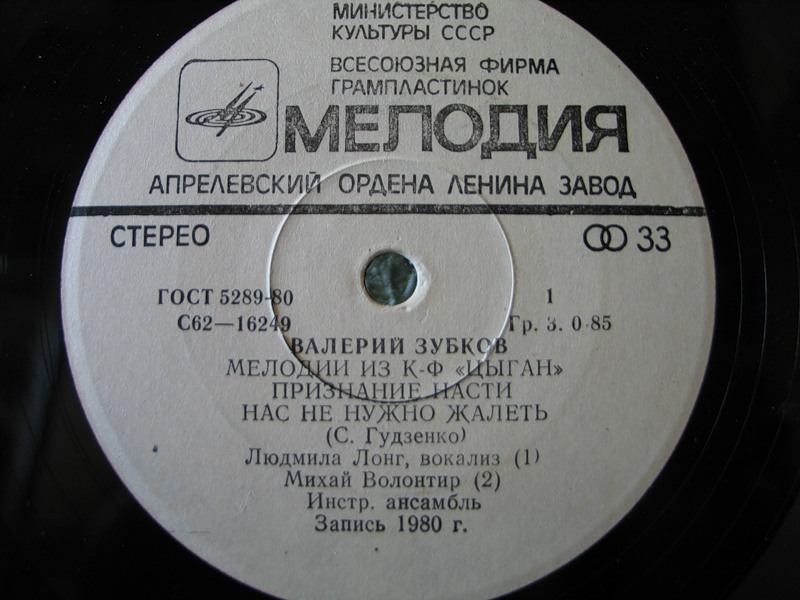 МИНИСТЕРСТВО
КУЛЬТУРЫ СССР
ВСЕСОЮЗНАЯ ФИРМА
ГРАМПЛАСТИНОК
МЕЛОДИЯ
АПРЕЛЕВСКИЙ ОРДЕНА ЛЕНИНА ЗАВОД
СТЕРЕО 33
ГОСТ 5289-80 1
С62—16249 Гр. 3. 0-85
ВАЛЕРИЙ ЗУБКОВ
МЕЛОДИИ ИЗ К-Ф «ЦЫГАН»
ПРИЗНАНИЕ НАСТИ
НАС НЕ НУЖНО ЖАЛЕТЬ
(С. Гудзенко)
Людмила Лонг, вокализ (1)
Михай Волонтир (2)
Инстр. ансамбль
Запись 1980 г.